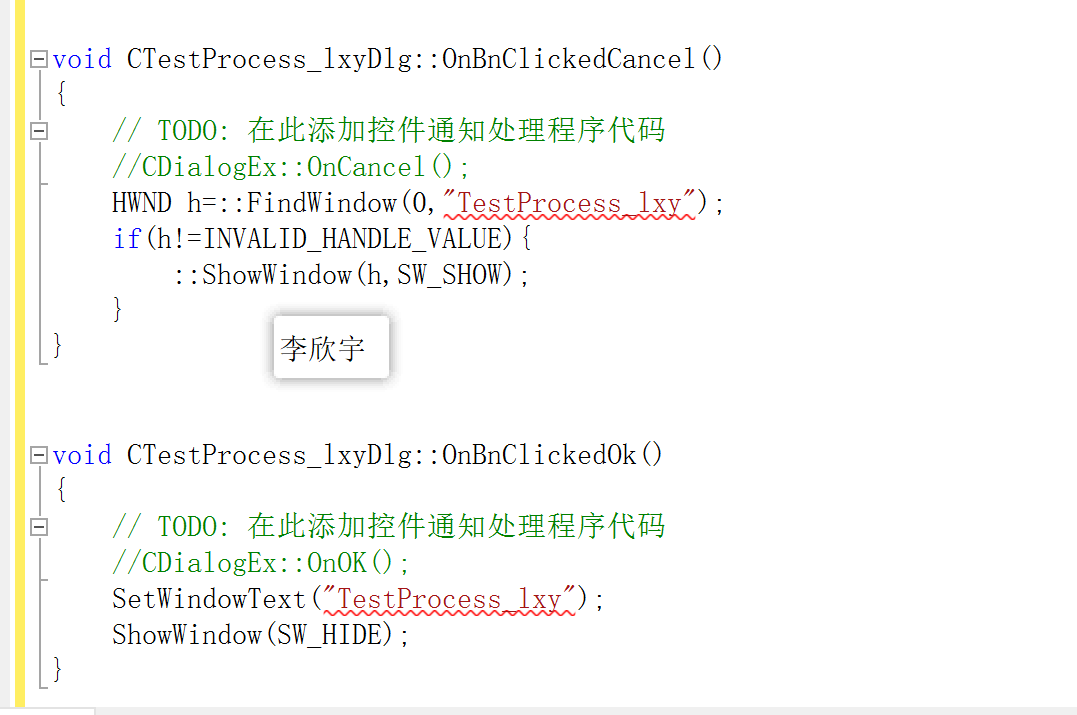 void CTestProcess_lxyDlg::OnBnClickedCancel()
{
// TODO: 在此添加控件通知处理程序代码
//CDialogEx::OnCancel();
HWND h=::FindWindow(0,"TestProcess_lxy");
if(h!=INVALID_HANDLE_VALUE){
::ShowWindow(h,SW_SHOW);
}
}
李欣宇
void CTestProcess_lxyDlg::OnBnClickedOk()
{
// TODO: 在此添加控件通知处理程序代码
//CDialogEx::OnOK();
SetWindowText("TestProcess_lxy");
ShowWindow(SW_HIDE);
}